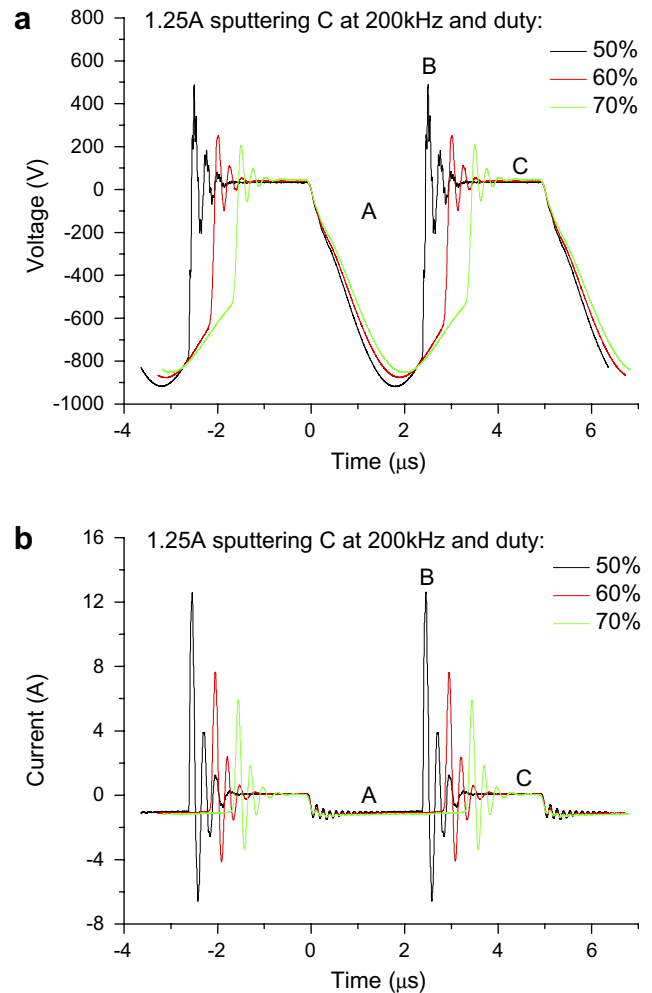 a
1.25A sputtering C at 200kHz and duty:
50%
60%
70%
B
C
A
Voltage (V)
800
600
400
200
0
-200
-400
-600
-800
-1000
-4
-2
0
2
4
6
Time (μs)
b
1.25A sputtering C at 200kHz and duty:
50%
60%
70%
B
A
C
Current (A)
16
12
8
4
0
-4
-8
-4
-2
0
2
4
6
Time (μs)